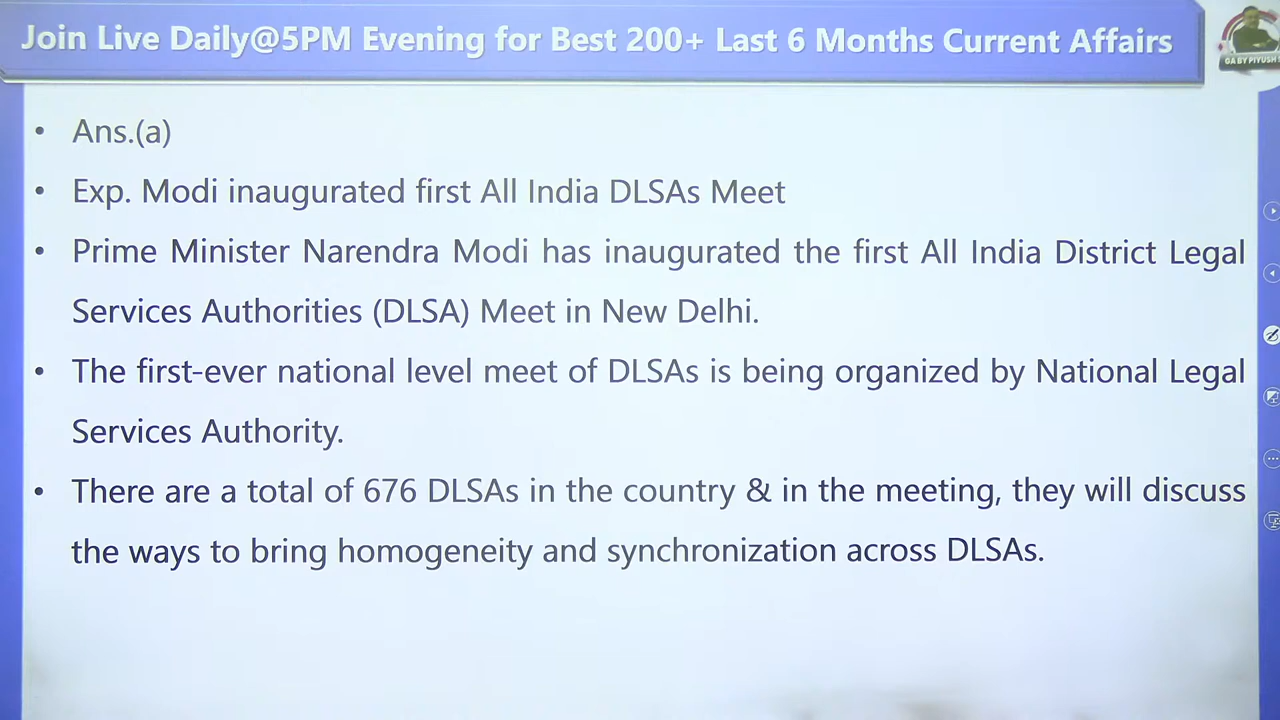 Join Live Daily@5PM Evening for Best 200+ Last 6 Months Current Affairs
GA BY PIYUSH
• Ans.(a)
• Exp. Modi inaugurated first All India DLSAs Meet
• Prime Minister Narendra Modi has inaugurated the first All India District Legal
Services Authorities (DLSA) Meet in New Delhi.
• The first-ever national level meet of DLSAs is being organized by National Legal
Services Authority.
• There are a total of 676 DLSAs in the country & in the meeting, they will discuss
the ways to bring homogeneity and synchronization across DLSAs.